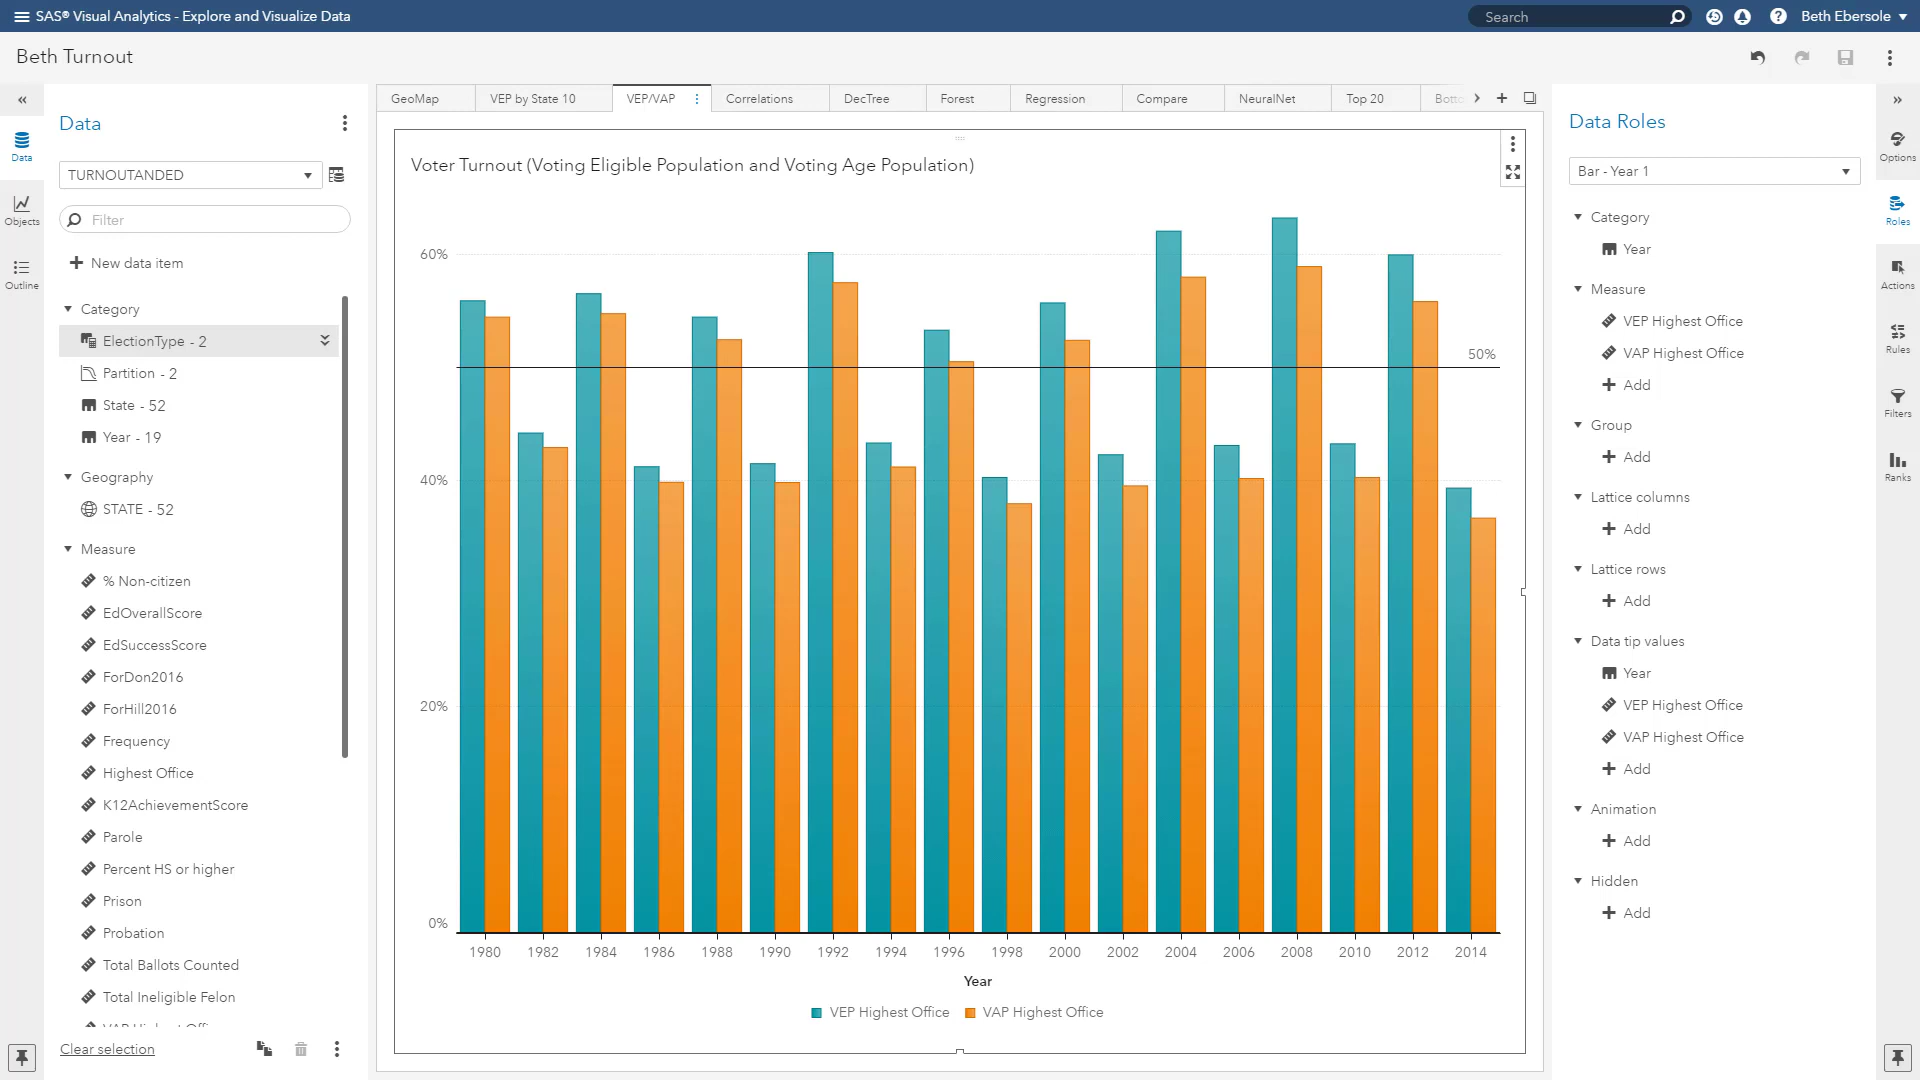 SAS® Visual Analytics - Explore and Visualize Data
Search
Beth Ebersole
Beth Turnout
Data
Objects
Outline
Data
TURNOUTANDED
Filter
New data item
Category
ElectionType - 2
Partition - 2
State - 52
Year - 19
Geography
STATE - 52
Measure
% Non-citizen
EdOverallScore
EdSuccessScore
ForDon2016
ForHill2016
Frequency
Highest Office
K12AchievementScore
Parole
Percent HS or higher
Prison
Probation
Total Ballots Counted
Total Ineligible Felon
Clear selection
GeoMap
VEP by State 10
VEP/VAP
Correlations
DecTree
Forest
Regression
Compare
NeuralNet
Top 20
Voter Turnout (Voting Eligible Population and Voting Age Population)
60%
50%
40%
20%
0%
1980 1982 1984 1986 1988 1990 1992 1994 1996 1998 2000 2002 2004 2006 2008 2010 2012 2014
Year
VEP Highest Office VAP Highest Office
Data Roles
Bar - Year 1
Category
Year
Measure
VEP Highest Office
VAP Highest Office
Add
Group
Add
Lattice columns
Add
Lattice rows
Add
Data tip values
Year
VEP Highest Office
VAP Highest Office
Add
Animation
Add
Hidden
Add
Options
Roles
Actions
Rules
Filters
Ranks